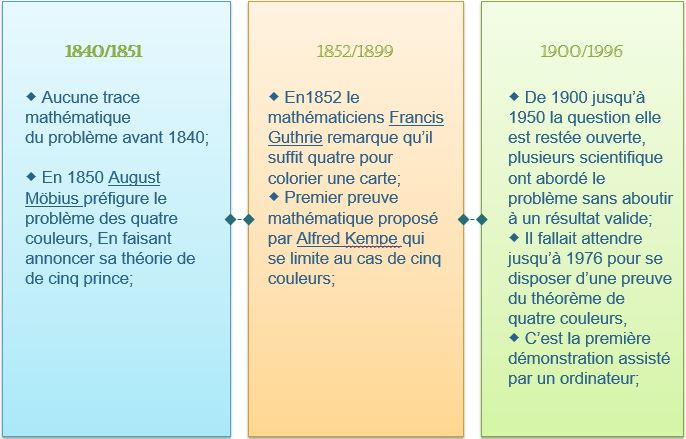 1840/1851
◆ Aucune trace
mathématique
du problème avant 1840;
◆ En 1850 August
Möbius préfigure le
problème des quatre
couleurs, En faisant
annoncer sa théorie de
de cinq prince;
1852/1899
◆ En1852 le
mathématiciens Francis
Guthrie remarque qu'il
suffit quatre pour
colorier une carte;
◆ Premier preuve
mathématique proposé
par Alfred Kempe qui
se limite au cas de cinq
couleurs;
1900/1996
◆ De 1900 jusqu'à
1950 la question elle
est restée ouverte,
plusieurs scientifique
ont abordé le
problème sans aboutir
à un résultat valide;
◆ Il fallait attendre
jusqu'à 1976 pour se
disposer d'une preuve
du théorème de
quatre couleurs,
◆ C'est la première
démonstration assisté
par un ordinateur;